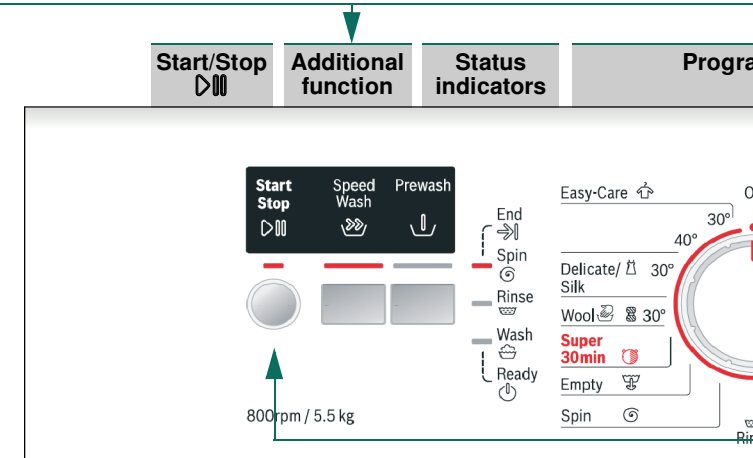 Start/Stop
Additional
function
Status
indicators
Progra
Start
Stop
Speed
Wash
Prewash
End
Spin
Rinse
Wash
Ready
Easy-Care
30°
40°
Delicate/ 30°
Silk
Wool 30°
Super
30min
Empty
Spin
800rpm / 5.5 kg